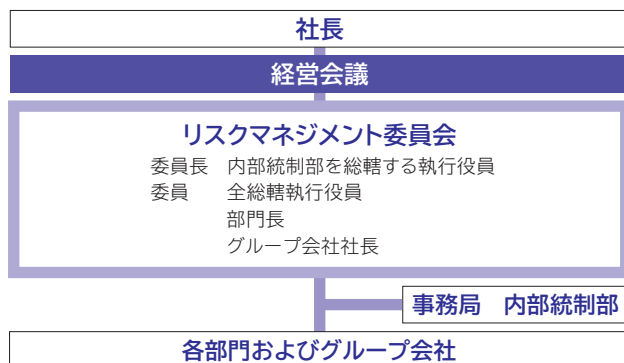 社長
経営会議
リスクマネジメント委員会
委員長 内部統制部を総轄する執行役員
委員 全総轄執行役員
部門長
グループ会社社長
事務局 内部統制部
各部門およびグループ会社